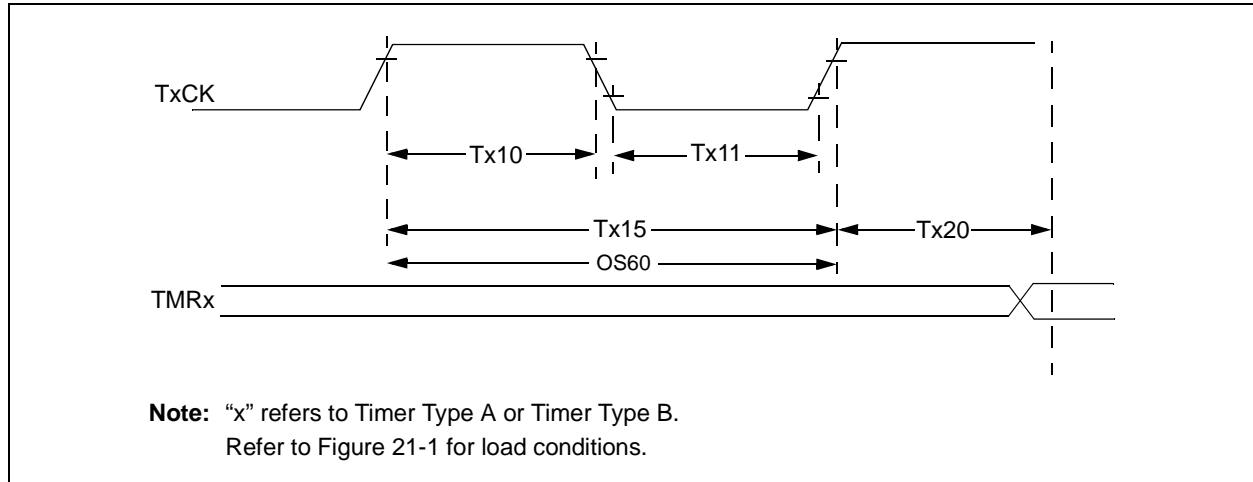 TxCK
Tx10
Tx11
Tx15
Tx20
OS60
TMRx
Note: “x” refers to Timer Type A or Timer Type B.
Refer to Figure 21-1 for load conditions.